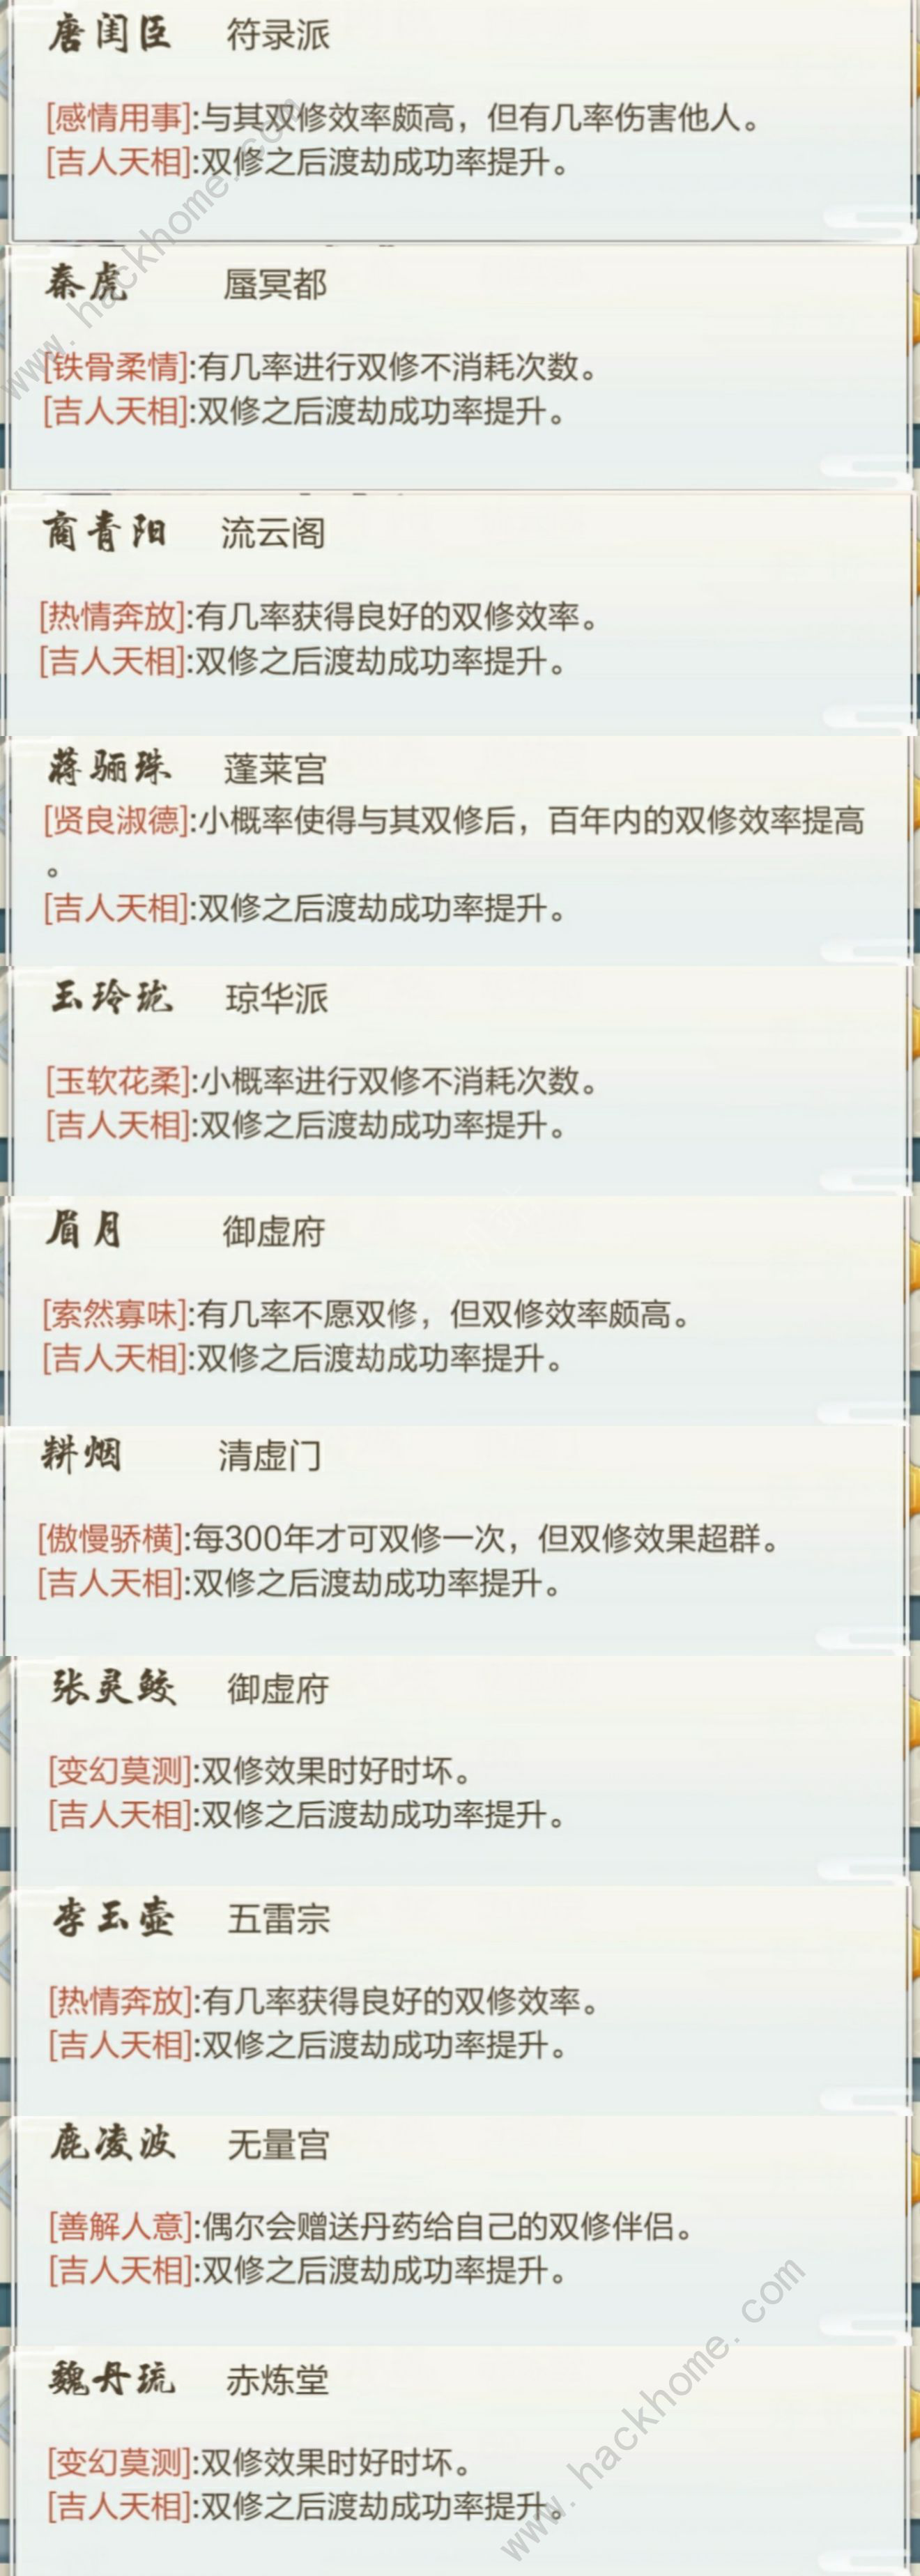 唐闺臣 符录派
[感情用事]:与其双修效率颇高，但有几率伤害他人。
[吉人天相]:双修之后渡劫成功率提升。
秦虎 蜃冥都
[铁骨柔情]:有几率进行双修不消耗次数。
[吉人天相]:双修之后渡劫成功率提升。
商青阳 流云阁
[热情奔放]:有几率获得良好的双修效率。
[吉人天相]:双修之后渡劫成功率提升。
蒋骊珠 蓬莱宫
[贤良淑德]:小概率使得与其双修后，百年内的双修效率提高
。
[吉人天相]:双修之后渡劫成功率提升。
玉玲珑 琼华派
[玉软花柔]:小概率进行双修不消耗次数。
[吉人天相]:双修之后渡劫成功率提升。
眉月 御虚府
[索然寡味]:有几率不愿双修，但双修效率颇高。
[吉人天相]:双修之后渡劫成功率提升。
耕烟 清虚门
[傲慢骄横]:每300年才可双修一次，但双修效果超群。
[吉人天相]:双修之后渡劫成功率提升。
张灵鲛 御虚府
[变幻莫测]:双修效果时好时坏。
[吉人天相]:双修之后渡劫成功率提升。
李玉壶 五雷宗
[热情奔放]:有几率获得良好的双修效率。
[吉人天相]:双修之后渡劫成功率提升。
鹿凌波 无量宫
[善解人意]:偶尔会赠送丹药给自己的双修伴侣。
[吉人天相]:双修之后渡劫成功率提升。
魏丹琉 赤炼堂
[变幻莫测]:双修效果时好时坏。
[吉人天相]:双修之后渡劫成功率提升。
www.hackhome.com
www.hackhome.com